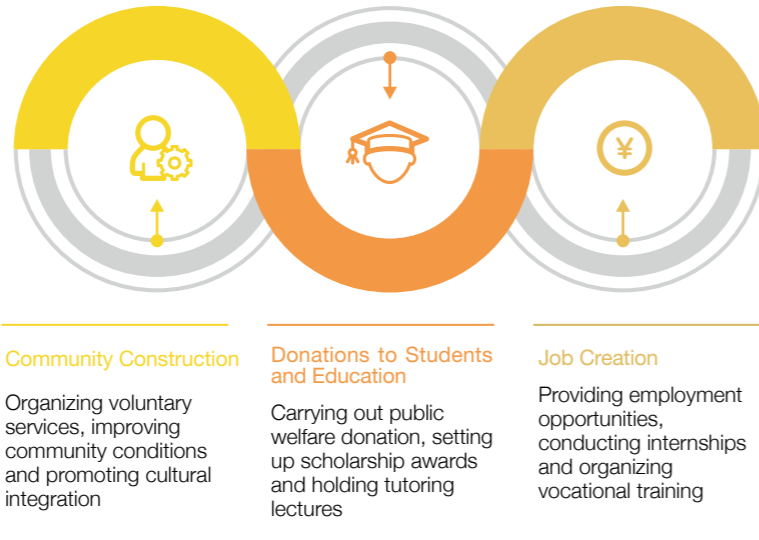 ¥
Community Construction
Organizing voluntary
services, improving
community conditions
and promoting cultural
integration
Donations to Students
and Education
Carrying out public
welfare donation, setting
up scholarship awards
and holding tutoring
lectures
Job Creation
Providing employment
opportunities,
conducting internships
and organizing
vocational training